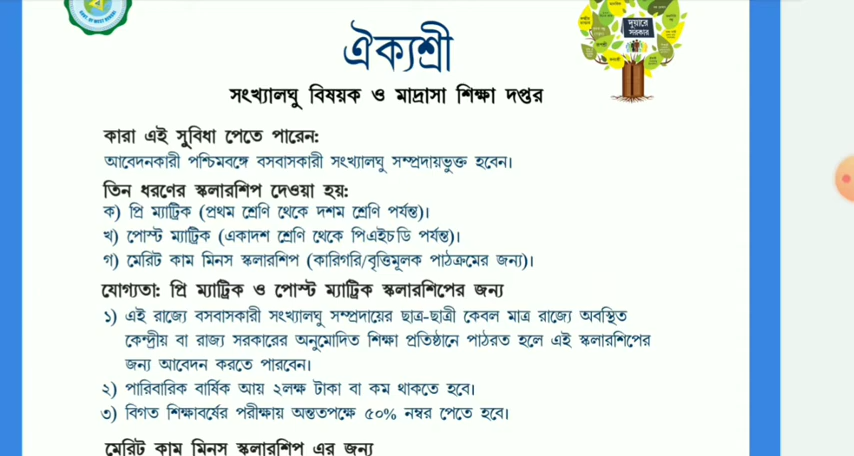 দুয়ারে
সরকার
ঐক্যশ্রী
সংখ্যালঘু বিষয়ক ও মাদ্রাসা শিক্ষা দপ্তর
কারা এই সুবিধা পেতে পারেন:
আবেদনকারী পশ্চিমবঙ্গে বসবাসকারী সংখ্যালঘু সম্প্রদায়ভুক্ত হবেন।
তিন ধরণের স্কলারশিপ দেওয়া হয়:
ক) প্রি ম্যাট্রিক (প্রথম শ্রেণি থেকে দশম শ্রেণি পর্যন্ত)।
খ) পোস্ট ম্যাট্রিক (একাদশ শ্রেণি থেকে পিএইচডি পর্যন্ত)।
গ) মেরিট কাম মিনস স্কলারশিপ (কারিগরি/বৃত্তিমূলক পাঠক্রমের জন্য)।
যোগ্যতা: প্রি ম্যাট্রিক ও পোস্ট ম্যাট্রিক স্কলারশিপের জন্য
১) এই রাজ্যে বসবাসকারী সংখ্যালঘু সম্প্রদায়ের ছাত্র-ছাত্রী কেবল মাত্র রাজ্যে অবস্থিত
কেন্দ্রীয় বা রাজ্য সরকারের অনুমোদিত শিক্ষা প্রতিষ্ঠানে পাঠরত হলে এই স্কলারশিপের
জন্য আবেদন করতে পারবেন।
২) পারিবারিক বার্ষিক আয় ২লক্ষ টাকা বা কম থাকতে হবে।
৩) বিগত শিক্ষাবর্ষের পরীক্ষায় অন্ততপক্ষে ৫০% নম্বর পেতে হবে।
মেরিট কাম মিনস স্কলারশিপ এর জন্য